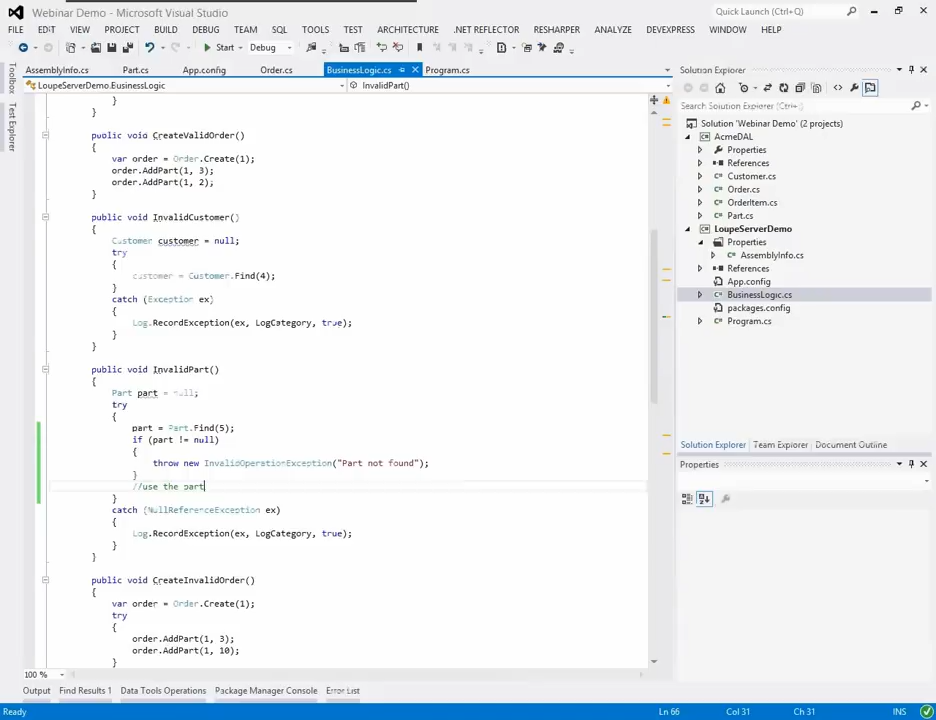 Webinar Demo - Microsoft Visual Studio
Quick Launch (Ctrl+Q)
FILE EDIT VIEW PROJECT BUILD DEBUG TEAM SQL TOOLS TEST ARCHITECTURE .NET REFLECTOR RESHARPER ANALYZE DEVEXPRESS WINDOW HELP
Start Debug
Toolbox
Test Explorer
AssemblyInfo.cs Part.cs App.config Order.cs BusinessLogic.cs Program.cs
LoupeServerDemo.BusinessLogic InvalidPart()
}
}
public void CreateValidOrder()
{
var order = Order.Create(1);
order.AddPart(1, 3);
order.AddPart(1, 2);
}
public void InvalidCustomer()
{
Customer customer = null;
try
{
customer = Customer.Find(4);
}
catch (Exception ex)
{
Log.RecordException(ex, LogCategory, true);
}
}
public void InvalidPart()
{
Part part = null;
try
{
part = Part.Find(5);
if (part != null)
{
throw new InvalidOperationException("Part not found");
}
//use the part
}
catch (NullReferenceException ex)
{
Log.RecordException(ex, LogCategory, true);
}
}
public void CreateInvalidOrder()
{
var order = Order.Create(1);
try
{
order.AddPart(1, 3);
order.AddPart(1, 10);
}
100 %
Solution Explorer
Search Solution Explorer (Ctrl+;)
Solution 'Webinar Demo' (2 projects)
AcmeDAL
Properties
References
Customer.cs
Order.cs
OrderItem.cs
Part.cs
LoupeServerDemo
Properties
AssemblyInfo.cs
References
App.config
BusinessLogic.cs
packages.config
Program.cs
Solution Explorer Team Explorer Document Outline
Properties
Output Find Results 1 Data Tools Operations Package Manager Console Error List
Ready Ln 66 Col 31 Ch 31 INS